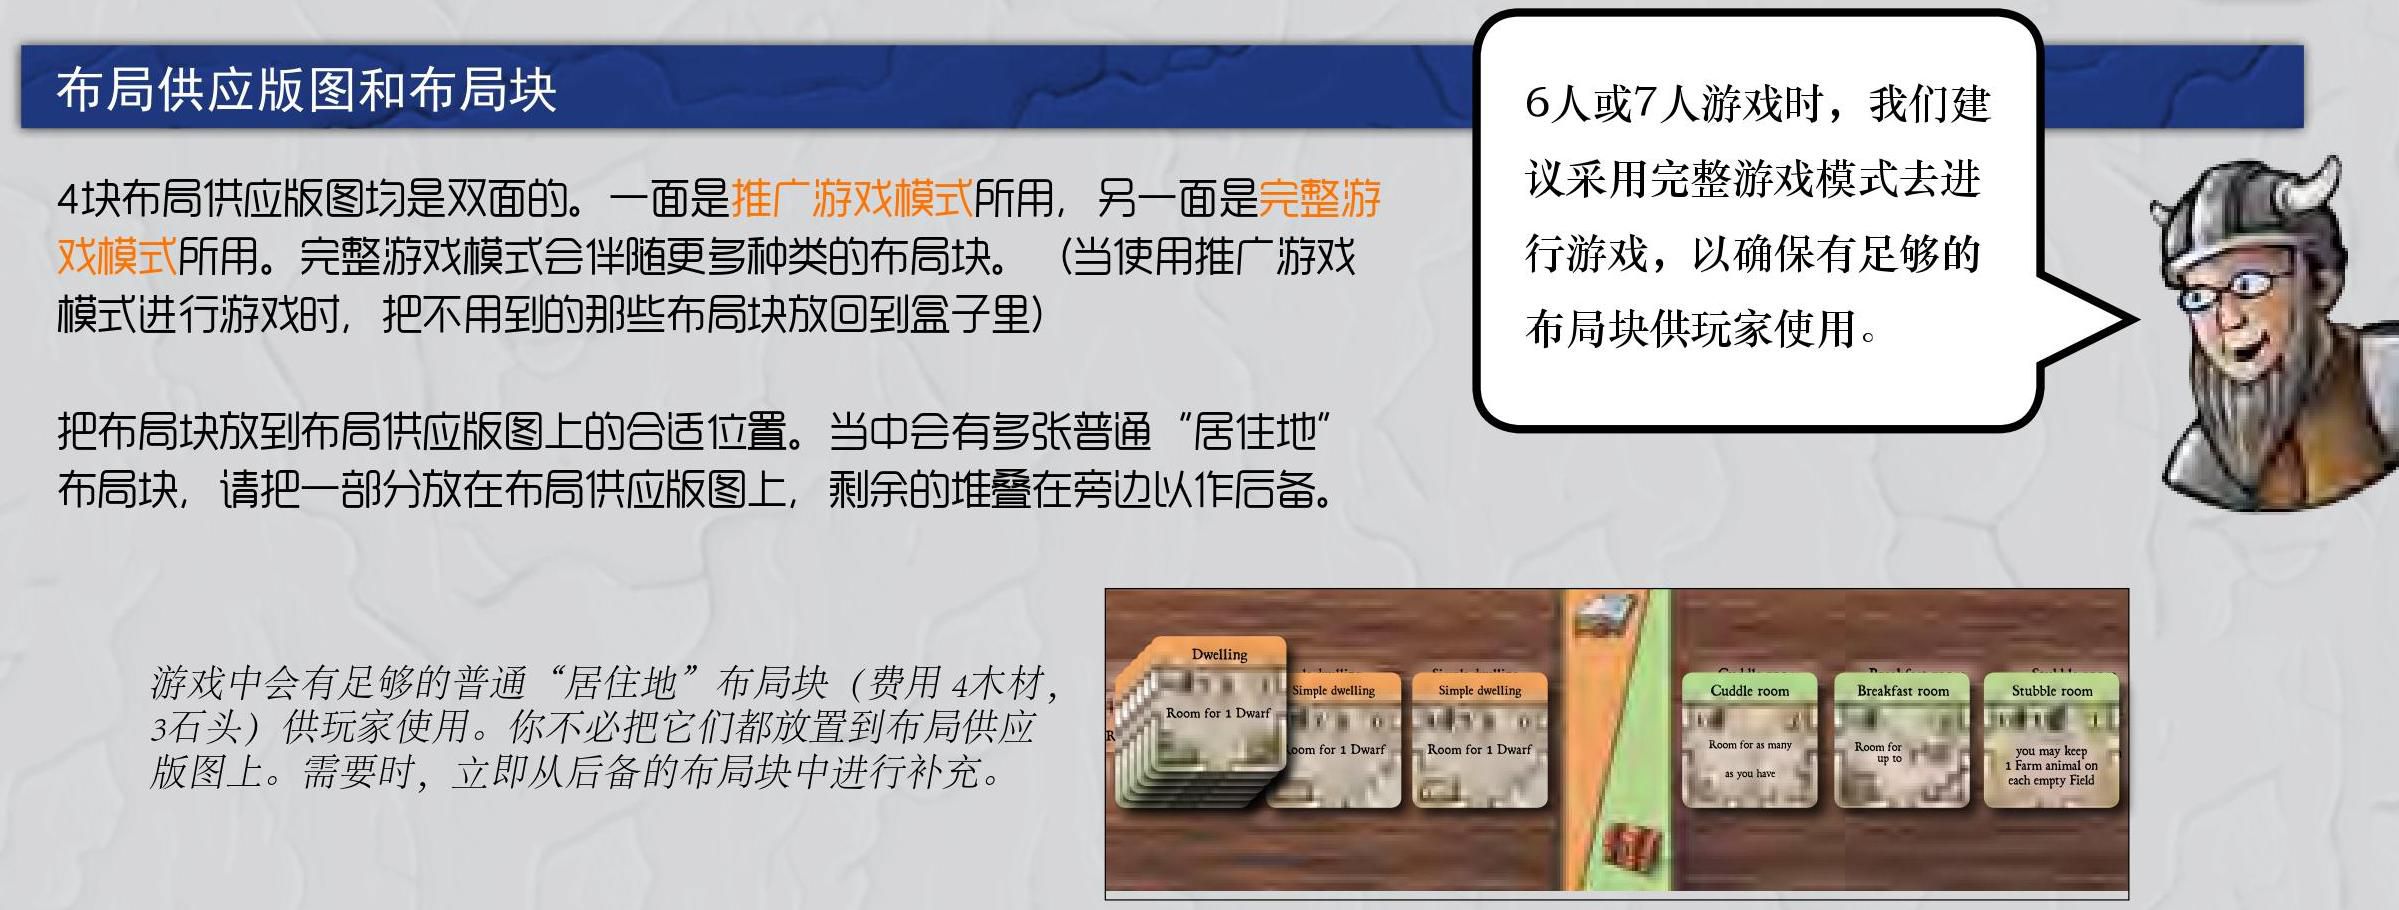 布局供应版图和布局块
4块布局供应版图均是双面的。一面是推广游戏模式所用，另一面是完整游
戏模式所用。完整游戏模式会伴随更多种类的布局块。（当使用推广游戏
模式进行游戏时，把不用到的那些布局块放回到盒子里）
把布局块放到布局供应版图上的合适位置。当中会有多张普通“居住地”
布局块，请把一部分放在布局供应版图上，剩余的堆叠在旁边以作后备。
6人或7人游戏时，我们建
议采用完整游戏模式去进
行游戏，以确保有足够的
布局块供玩家使用。
游戏中会有足够的普通“居住地”布局块（费用 4木材，
3石头）供玩家使用。你不必把它们都放置到布局供应
版图上。需要时，立即从后备的布局块中进行补充。
Dwelling
Room for 1 Dwarf
Simple dwelling
Room for 1 Dwarf
Simple dwelling
Room for 1 Dwarf
Cuddle room
Room for as many
as you have
Breakfast room
Room for
up to
Stubble room
you may keep
1 Farm animal on
each empty Field